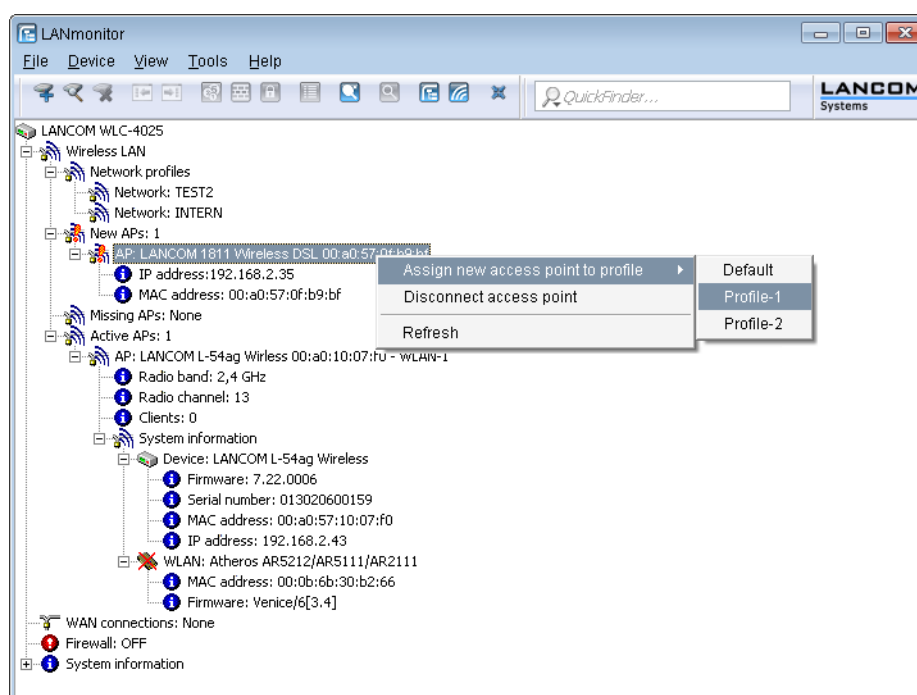 LANmonitor
File Device View Tools Help
QuickFinder...
LANCOM
Systems
LANCOM WLC-4025
Wireless LAN
Network profiles
Network: TEST2
Network: INTERN
New APs: 1
AP: LANCOM 1811 Wireless DSL 00:a0:57:0f:b9:bf
IP address:192.168.2.35
MAC address: 00:a0:57:0f:b9:bf
Assign new access point to profile
Disconnect access point
Refresh
Default
Profile-1
Profile-2
Missing APs: None
Active APs: 1
AP: LANCOM L-54ag Wirless 00:a0:10:07:f0 - WLAN-1
Radio band: 2,4 GHz
Radio channel: 13
Clients: 0
System information
Device: LANCOM L-54ag Wireless
Firmware: 7.22.0006
Serial number: 013020600159
MAC address: 00:a0:57:10:07:f0
IP address: 192.168.2.43
WLAN: Atheros AR5212/AR5111/AR2111
MAC address: 00:0b:6b:30:b2:66
Firmware: Venice/6[3.4]
WAN connections: None
Firewall: OFF
System information